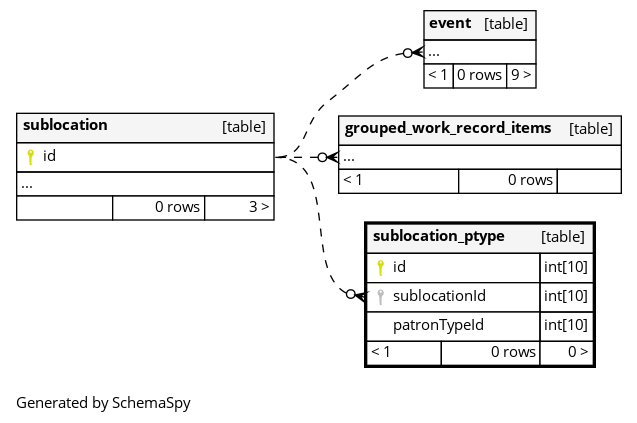 event [table]
...
< 1 0 rows 9 >
sublocation [table]
id
...
0 rows 3 >
grouped_work_record_items [table]
...
< 1 0 rows
sublocation_ptype [table]
id int[10]
sublocationId int[10]
patronTypeId int[10]
< 1 0 rows 0 >
Generated by SchemaSpy